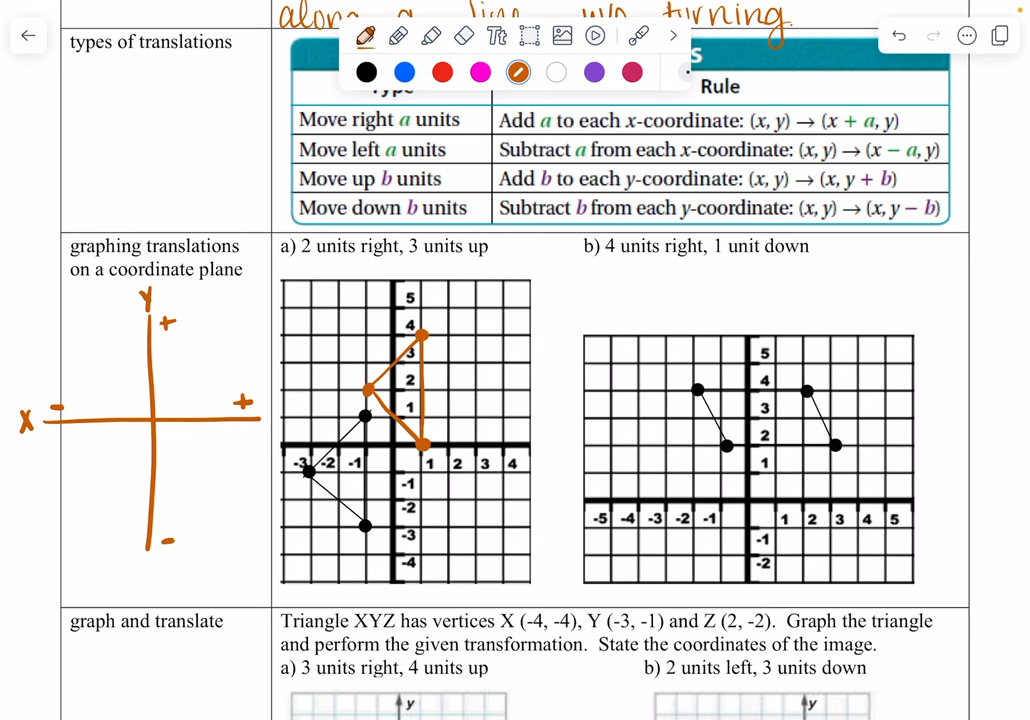 along a line w/o turning.
types of translations
Tt
s
Type Rule
Move right a units Add a to each x-coordinate: (x, y) → (x + a, y)
Move left a units Subtract a from each x-coordinate: (x, y) → (x − a, y)
Move up b units Add b to each y-coordinate: (x, y) → (x, y + b)
Move down b units Subtract b from each y-coordinate: (x, y) → (x, y − b)
graphing translations
on a coordinate plane
a) 2 units right, 3 units up
b) 4 units right, 1 unit down
Y
+
- +
X
-
5
4
3
2
1
-3 -2 -1 1 2 3 4
-1
-2
-3
-4
5
4
3
2
1
-5 -4 -3 -2 -1 1 2 3 4 5
-1
-2
graph and translate
Triangle XYZ has vertices X (-4, -4), Y (-3, -1) and Z (2, -2). Graph the triangle
and perform the given transformation. State the coordinates of the image.
a) 3 units right, 4 units up b) 2 units left, 3 units down
y y